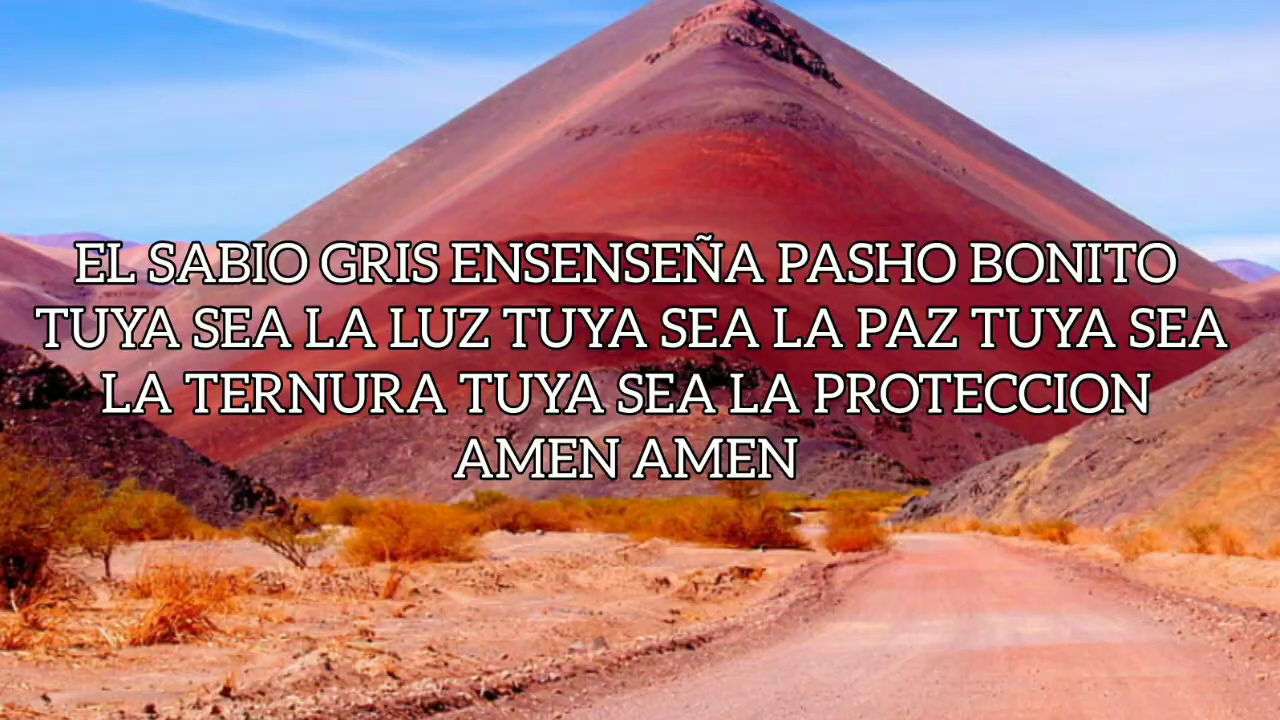 EL SABIO GRIS ENSENSEÑA PASHO BONITO
TUYA SEA LA LUZ TUYA SEA LA PAZ TUYA SEA
LA TERNURA TUYA SEA LA PROTECCION
AMEN AMEN